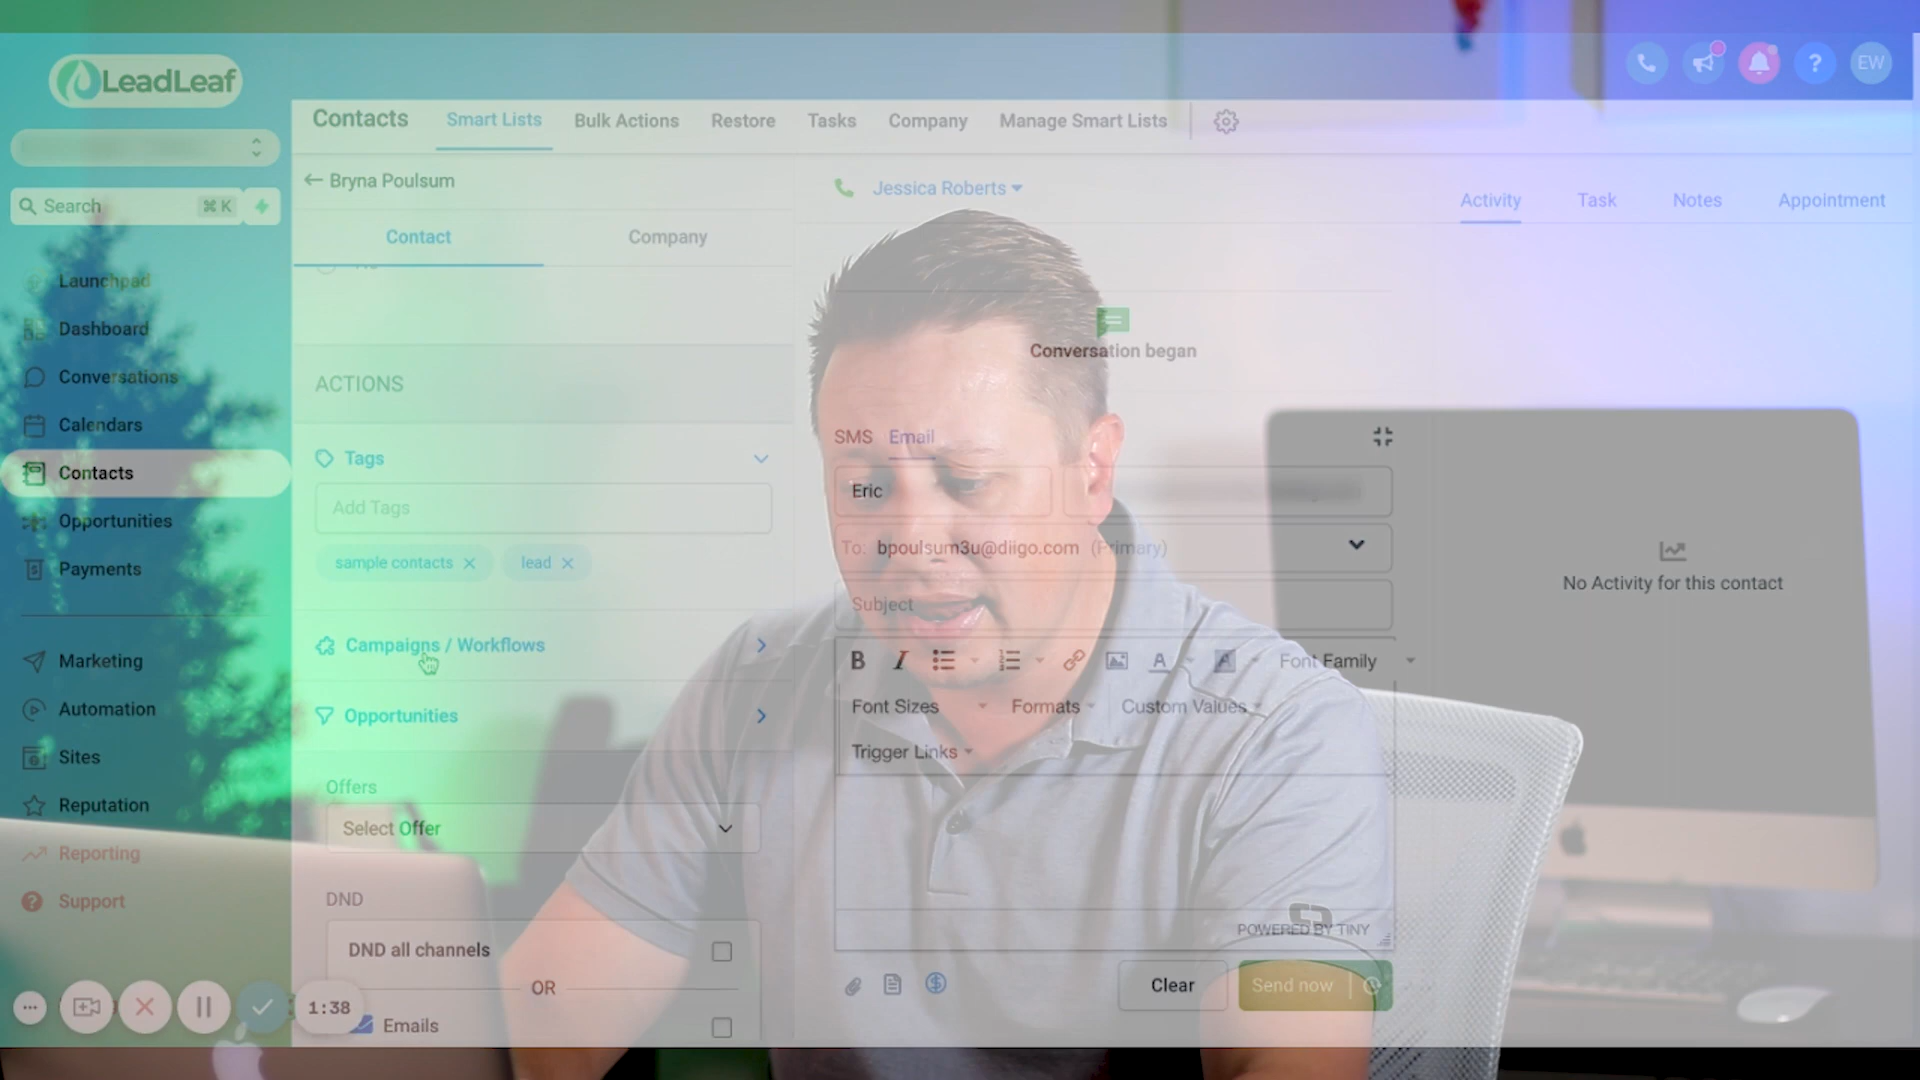 LeadLeaf
EW
Contacts
Smart Lists
Bulk Actions
Restore
Tasks
Company
Manage Smart Lists
Search
⌘ K
Launchpad
Dashboard
Conversations
Calendars
Contacts
Opportunities
Payments
Marketing
Automation
Sites
Reputation
Reporting
Support
1:38
← Bryna Poulsum
Contact
Company
ACTIONS
Tags
Add Tags
sample contacts ×
lead ×
Campaigns / Workflows
Opportunities
Offers
Select Offer
DND
DND all channels
OR
Emails
Jessica Roberts
Conversation began
SMS Email
Eric
To: bpoulsum3u@diigo.com (Primary)
Subject
B I A A Font Family
Font Sizes Formats Custom Values
Trigger Links
POWERED BY TINY
Clear
Send now
Activity
Task
Notes
Appointment
No Activity for this contact